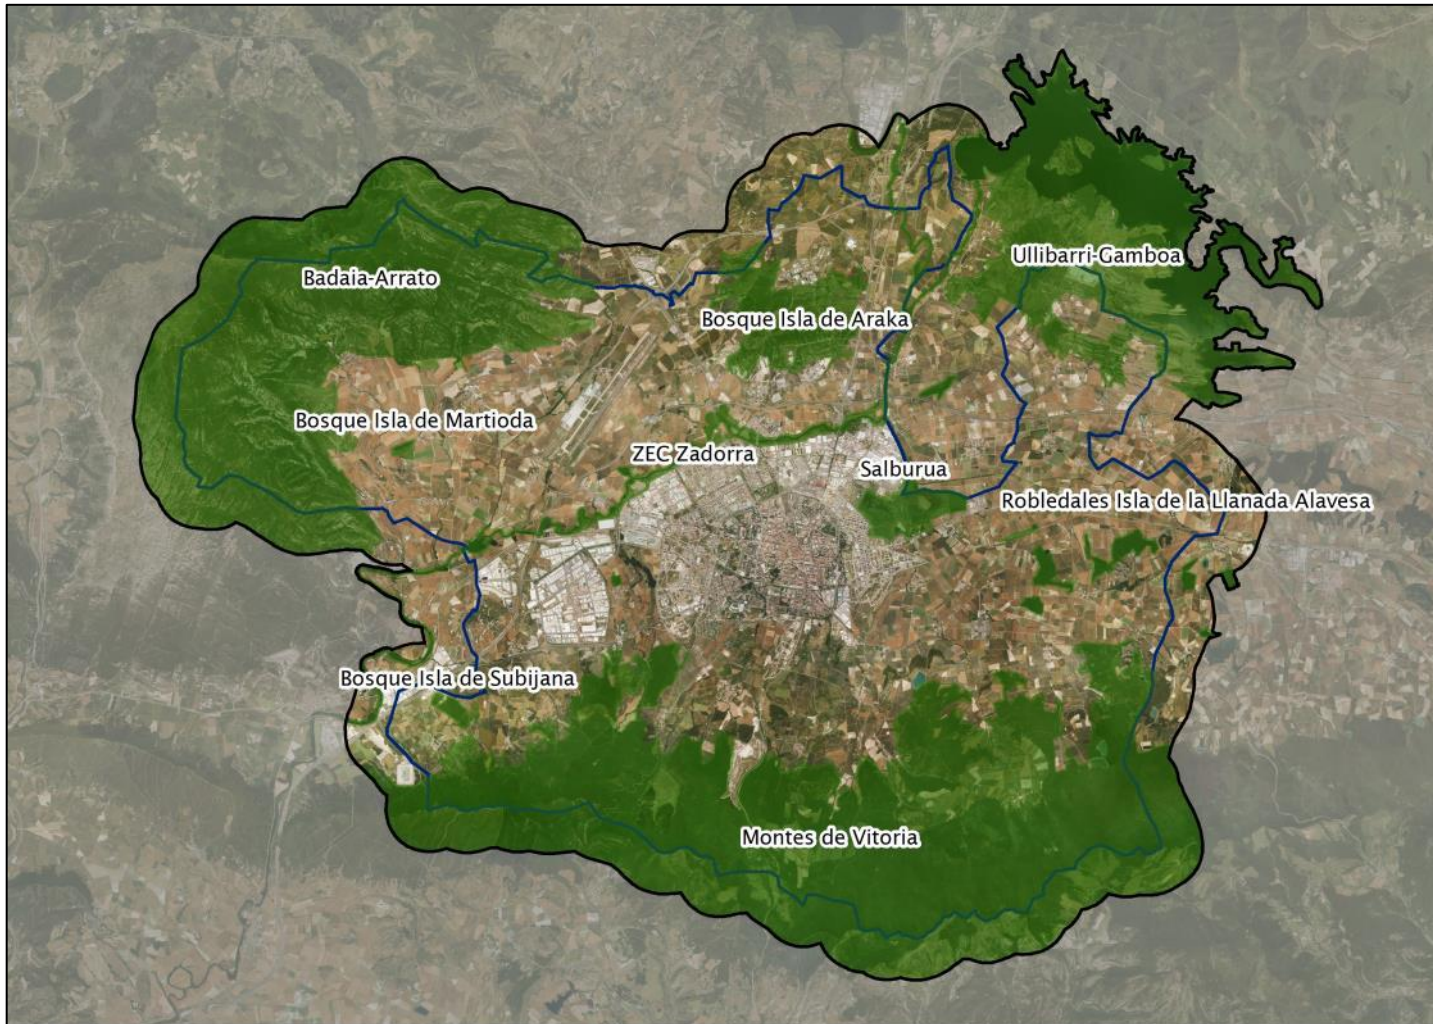 Ullibarri-Gamboa
Badaia-Arrato
Bosque Isla de Araka
Bosque Isla de Martioda
ZEC Zadorra
Salburua
Robledales Isla de la Llanada Alavesa
Bosque Isla de Subijana
Montes de Vitoria